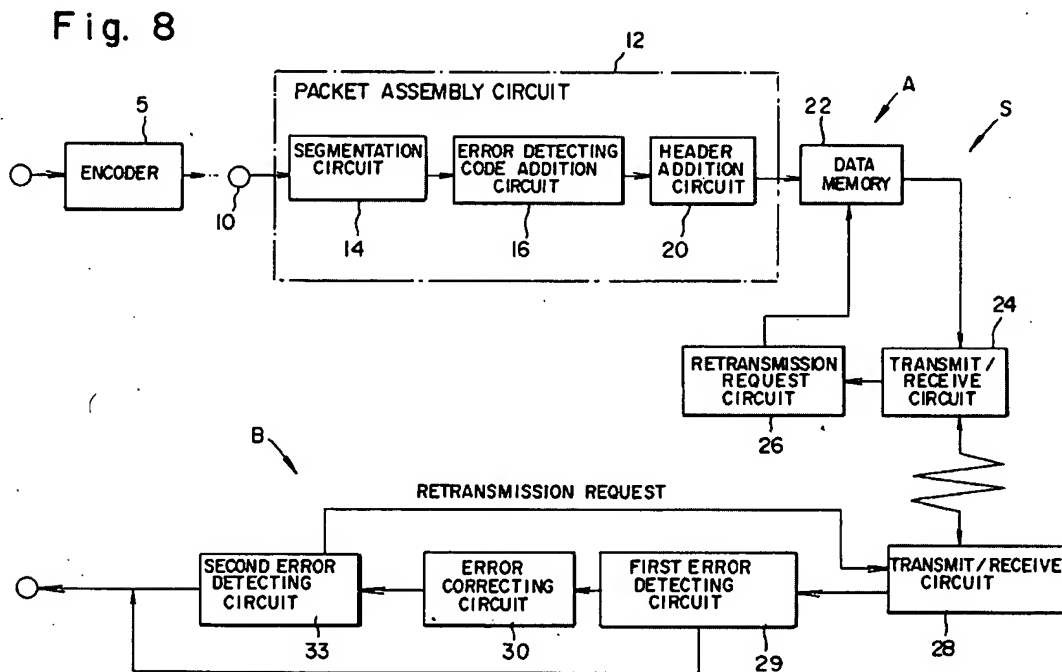 Fig. 8
12
PACKET ASSEMBLY CIRCUIT
A
S
5
ENCODER
10
SEGMENTATION
CIRCUIT
14
ERROR DETECTING
CODE ADDITION
CIRCUIT
16
HEADER
ADDITION
CIRCUIT
20
22
DATA
MEMORY
24
TRANSMIT/
RECEIVE
CIRCUIT
RETRANSMISSION
REQUEST
CIRCUIT
26
B
RETRANSMISSION REQUEST
SECOND ERROR
DETECTING
CIRCUIT
33
ERROR
CORRECTING
CIRCUIT
30
FIRST ERROR
DETECTING
CIRCUIT
29
TRANSMIT/RECEIVE
CIRCUIT
28